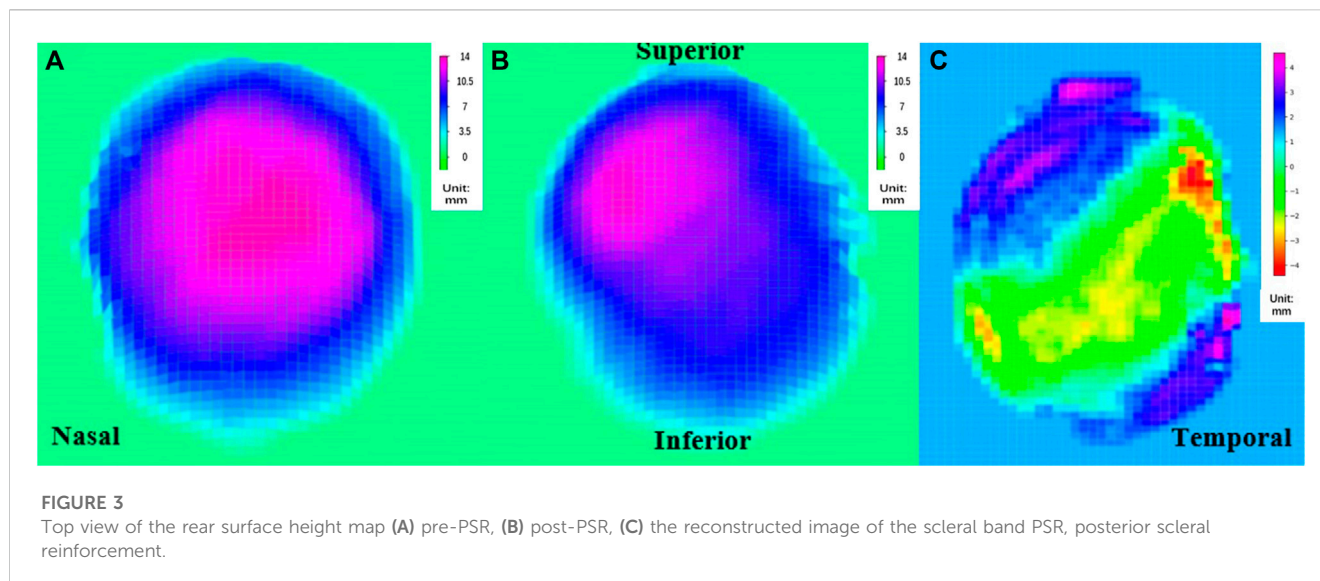 A
14
10.5
7
3.5
0
Unit:
mm
Nasal
B
Superior
14
10.5
7
3.5
0
Unit:
mm
Inferior
C
4
3
2
1
0
−1
−2
−3
−4
Unit:
mm
Temporal
FIGURE 3
Top view of the rear surface height map (A) pre-PSR, (B) post-PSR, (C) the reconstructed image of the scleral band PSR, posterior scleral
reinforcement.